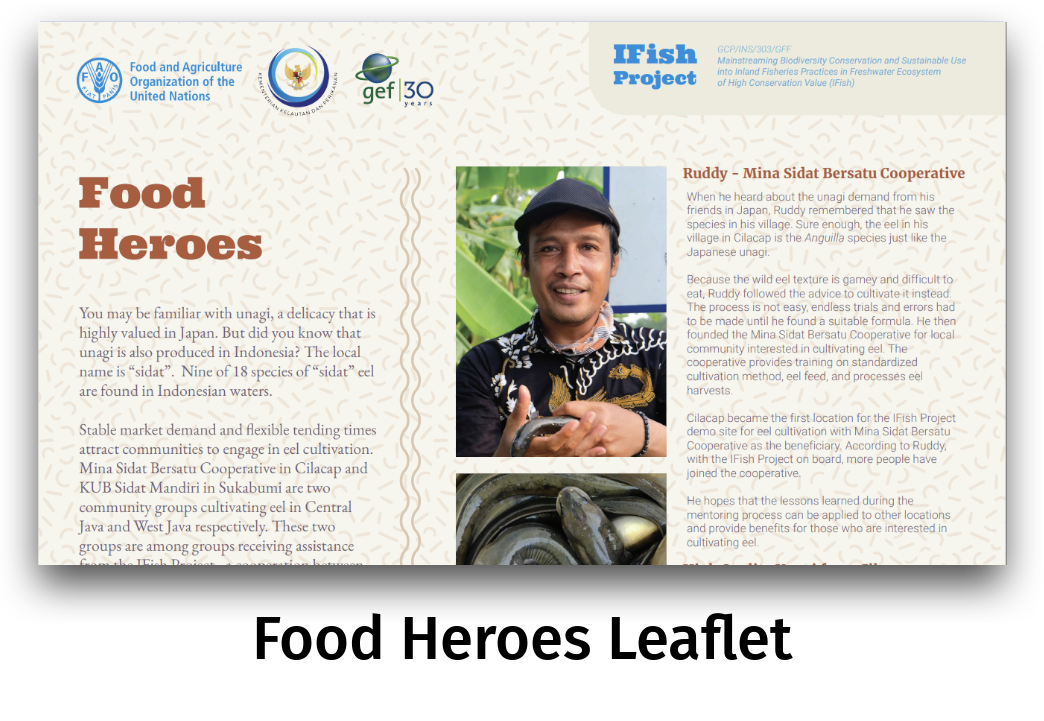 Food and Agriculture
Organization of the
United Nations
F A O
FIAT PANIS
KEMENTERIAN KELAUTAN DAN PERIKANAN
gef 30
years
IFish
Project
GCP/INS/303/GFF
Mainstreaming Biodiversity Conservation and Sustainable Use
into Inland Fisheries Practices in Freshwater Ecosystem
of High Conservation Value (IFish)
Food
Heroes
You may be familiar with unagi, a delicacy that is
highly valued in Japan. But did you know that
unagi is also produced in Indonesia? The local
name is “sidat”.  Nine of 18 species of “sidat” eel
are found in Indonesian waters.
Stable market demand and flexible tending times
attract communities to engage in eel cultivation.
Mina Sidat Bersatu Cooperative in Cilacap and
KUB Sidat Mandiri in Sukabumi are two
community groups cultivating eel in Central
Java and West Java respectively. These two
groups are among groups receiving assistance
from the IFish Project - a cooperation between
Ruddy - Mina Sidat Bersatu Cooperative
When he heard about the unagi demand from his
friends in Japan, Ruddy remembered that he saw the
species in his village. Sure enough, the eel in his
village in Cilacap is the Anguilla species just like the
Japanese unagi.
Because the wild eel texture is gamey and difficult to
eat, Ruddy followed the advice to cultivate it instead.
The process is not easy, endless trials and errors had
to be made until he found a suitable formula. He then
founded the Mina Sidat Bersatu Cooperative for local
community interested in cultivating eel. The
cooperative provides training on standardized
cultivation method, eel feed, and processes eel
harvests.
Cilacap became the first location for the IFish Project
demo site for eel cultivation with Mina Sidat Bersatu
Cooperative as the beneficiary. According to Ruddy,
with the IFish Project on board, more people have
joined the cooperative.
He hopes that the lessons learned during the
mentoring process can be applied to other locations
and provide benefits for those who are interested in
cultivating eel.
Food Heroes Leaflet